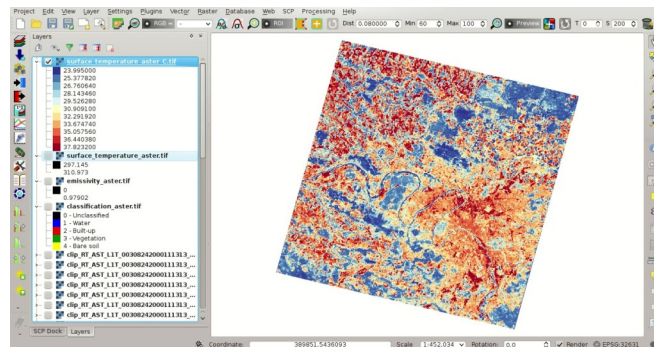 Project Edit View Layer Settings Plugins Vector Raster Database Web SCP Processing Help
RGB = - ROI Dist 0.080000 Min 60 Max 100 Preview T 0 S 200
Layers
surface_temperature_aster_C.tif
23.995000
25.377820
26.760640
28.143460
29.526280
30.909100
32.291920
33.674740
35.057560
36.440380
37.823200
surface_temperature_aster.tif
297.145
310.973
emissivity_aster.tif
0
0.97902
classification_aster.tif
0 - Unclassified
1 - Water
2 - Built-up
3 - Vegetation
4 - Bare soil
clip_RT_AST_L1T_00308242000111313_...
clip_RT_AST_L1T_00308242000111313_...
clip_RT_AST_L1T_00308242000111313_...
clip_RT_AST_L1T_00308242000111313_...
clip_RT_AST_L1T_00308242000111313_...
clip_RT_AST_L1T_00308242000111313_...
SCP Dock Layers
Coordinate: 389851,5436093 Scale 1:452,034 Rotation: 0.0 Render EPSG:32631